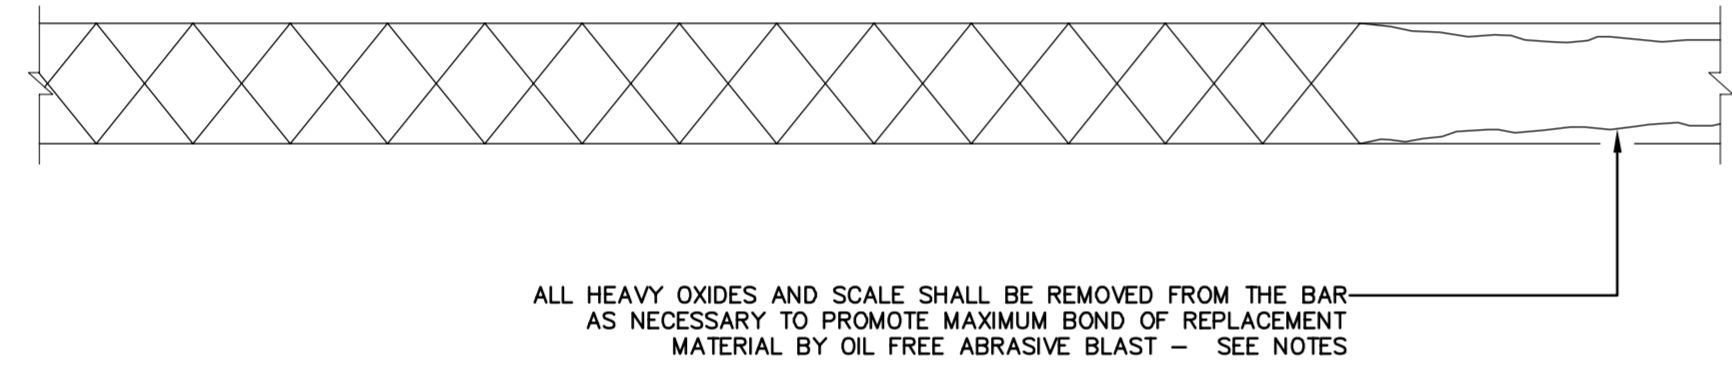 ALL HEAVY OXIDES AND SCALE SHALL BE REMOVED FROM THE BAR
AS NECESSARY TO PROMOTE MAXIMUM BOND OF REPLACEMENT
MATERIAL BY OIL FREE ABRASIVE BLAST – SEE NOTES